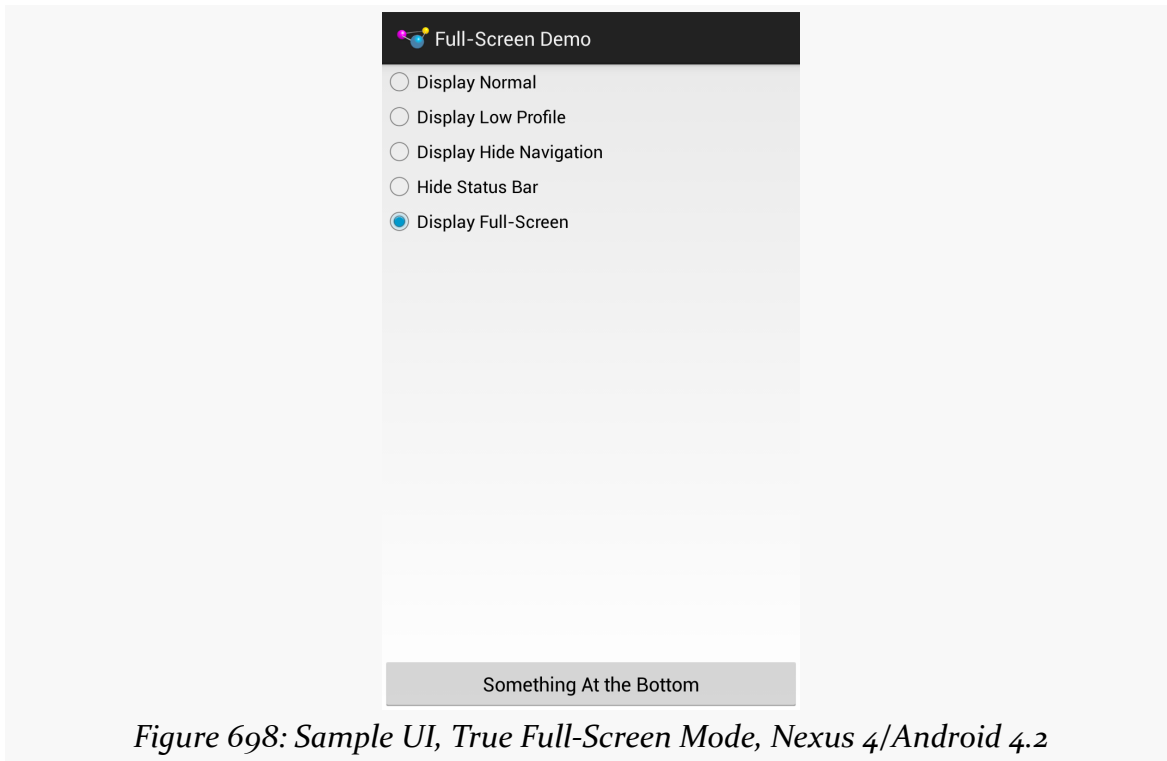 Full-Screen Demo
Display Normal
Display Low Profile
Display Hide Navigation
Hide Status Bar
Display Full-Screen
Something At the Bottom
Figure 698: Sample UI, True Full-Screen Mode, Nexus 4/Android 4.2